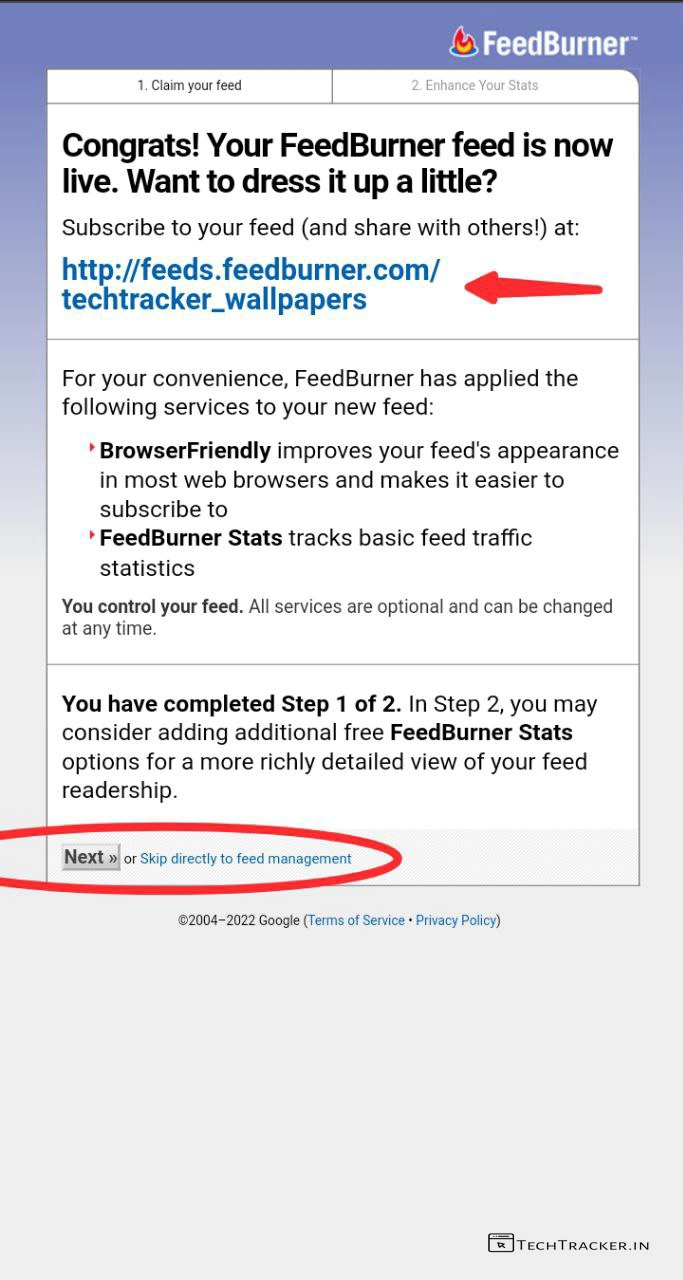 FeedBurner™
1. Claim your feed
2. Enhance Your Stats
Congrats! Your FeedBurner feed is now
live. Want to dress it up a little?
Subscribe to your feed (and share with others!) at:
http://feeds.feedburner.com/
techtracker_wallpapers
For your convenience, FeedBurner has applied the
following services to your new feed:
BrowserFriendly improves your feed's appearance
in most web browsers and makes it easier to
subscribe to
FeedBurner Stats tracks basic feed traffic
statistics
You control your feed. All services are optional and can be changed
at any time.
You have completed Step 1 of 2. In Step 2, you may
consider adding additional free FeedBurner Stats
options for a more richly detailed view of your feed
readership.
Next » or Skip directly to feed management
©2004–2022 Google (Terms of Service • Privacy Policy)
TECHTRACKER.IN